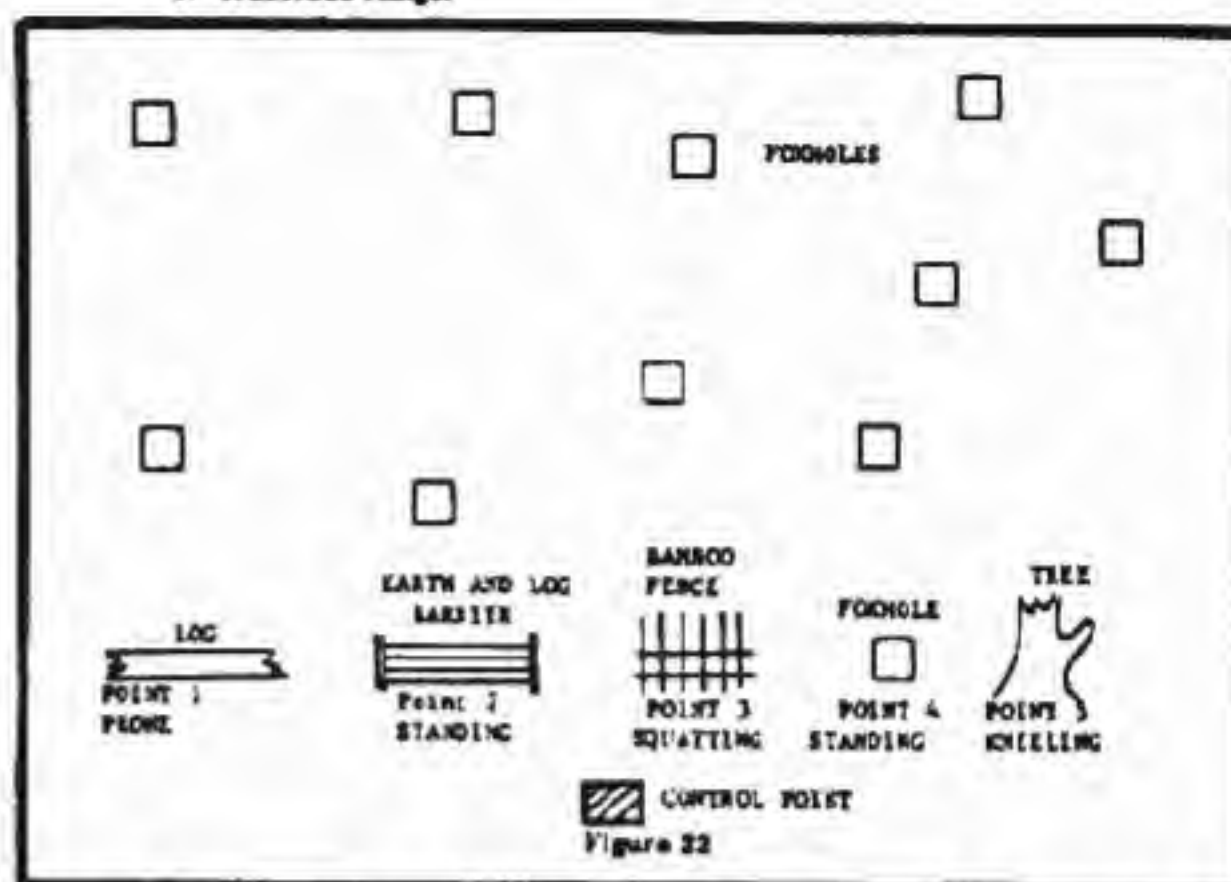 FOXHOLES
EARTH AND LOG
BARRIER
BAMBOO
FENCE
FOXHOLE
TREE
LOG
POINT 1
PRONE
Point 2
STANDING
POINT 3
SQUATTING
POINT 4
STANDING
POINT 5
KNEELING
CONTROL POINT
Figure 22